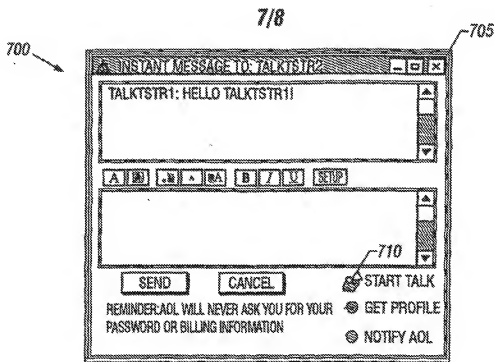 7/8
700
705
INSTANT MESSAGE TO: TALKTSTR2
TALKTSTR1: HELLO TALKTSTR1!
A A A A A B I U SETUP
710
SEND CANCEL START TALK
REMINDER:AOL WILL NEVER ASK YOU FOR YOUR
PASSWORD OR BILLING INFORMATION
GET PROFILE
NOTIFY AOL